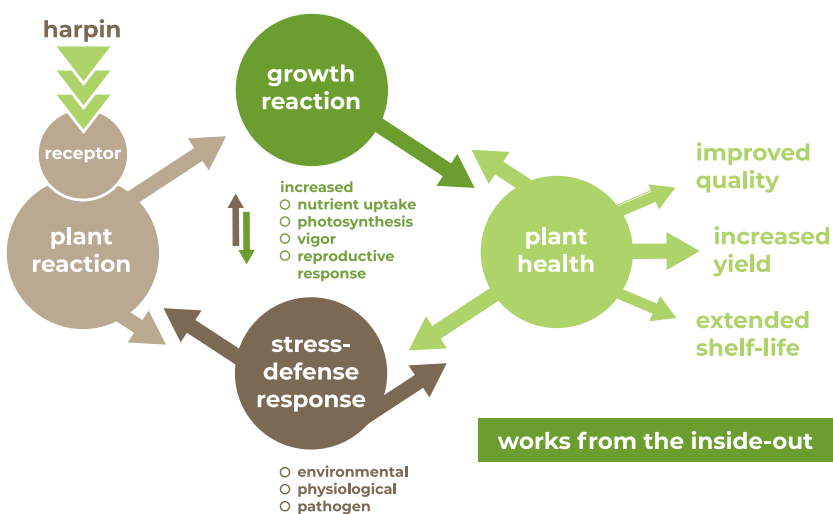 harpin
receptor
plant
reaction
growth
reaction
increased
nutrient uptake
photosynthesis
vigor
reproductive
response
stress-
defense
response
environmental
physiological
pathogen
plant
health
improved
quality
increased
yield
extended
shelf-life
works from the inside-out